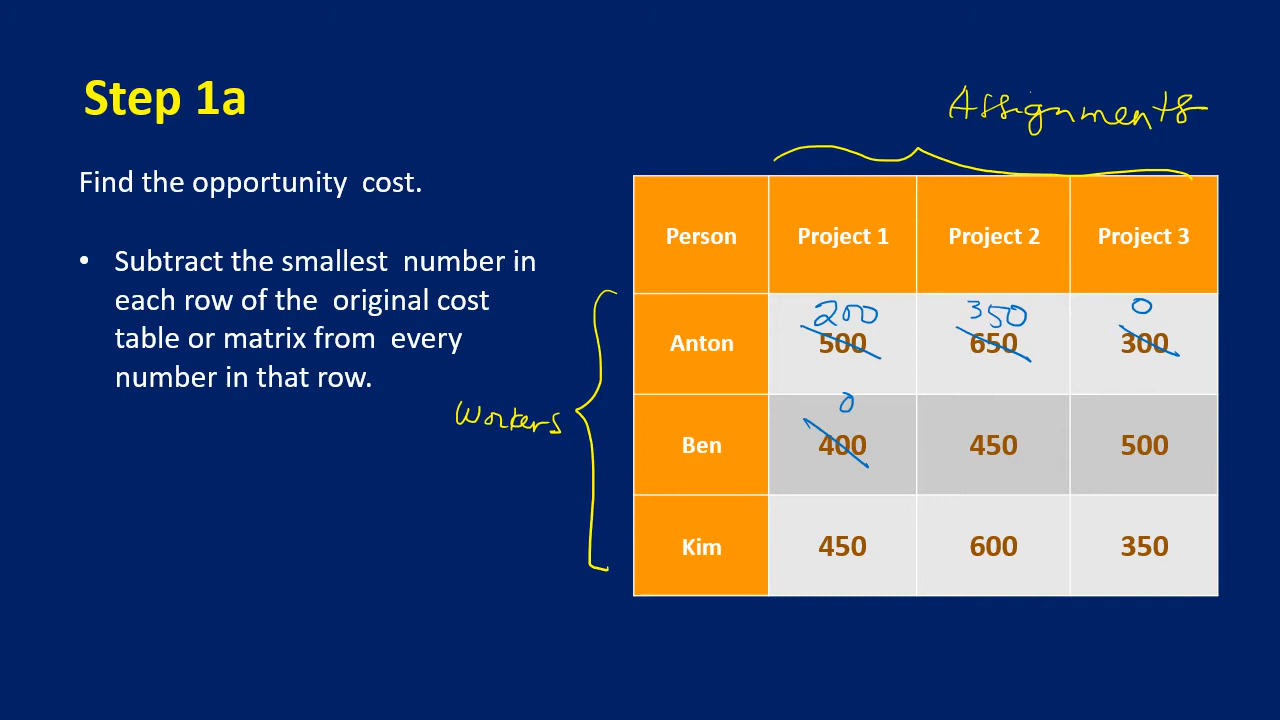 Step 1a
Assignments
Find the opportunity cost.
• Subtract the smallest number in
each row of the original cost
table or matrix from every
number in that row.
Workers
Person Project 1 Project 2 Project 3
200 350 0
Anton 500 650 300
0
Ben 400 450 500
Kim 450 600 350